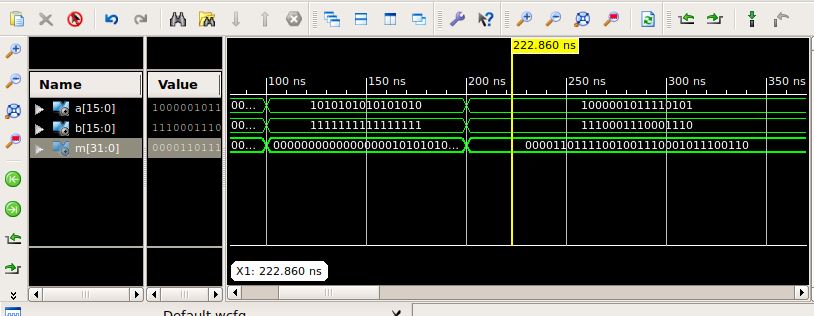 222.860 ns
Name
Value
100 ns
150 ns
200 ns
250 ns
300 ns
350 ns
a[15:0]
1000001011
00...
1010101010101010
1000001011110101
b[15:0]
1110001110
00...
1111111111111111
1110001110001110
m[31:0]
0000110111
00...
0000000000000000010101010...
00001101111001001110001011100110
X1: 222.860 ns
Default.wcfg